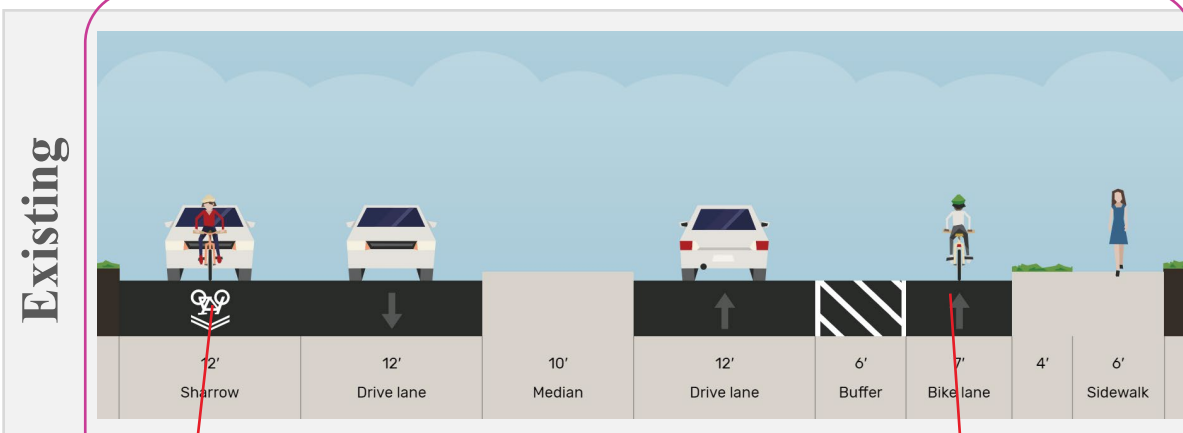 Existing
12′
Sharrow
12′
Drive lane
10′
Median
12′
Drive lane
6′
Buffer
7′
Bike lane
4′
6′
Sidewalk